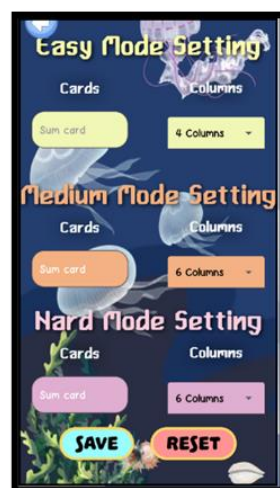 Easy Mode Setting
Cards Columns
Sum card 4 Columns
Medium Mode Setting
Cards Columns
Sum card 6 Columns
Nard Mode Setting
Cards Columns
Sum card 6 Columns
SAVE RESET